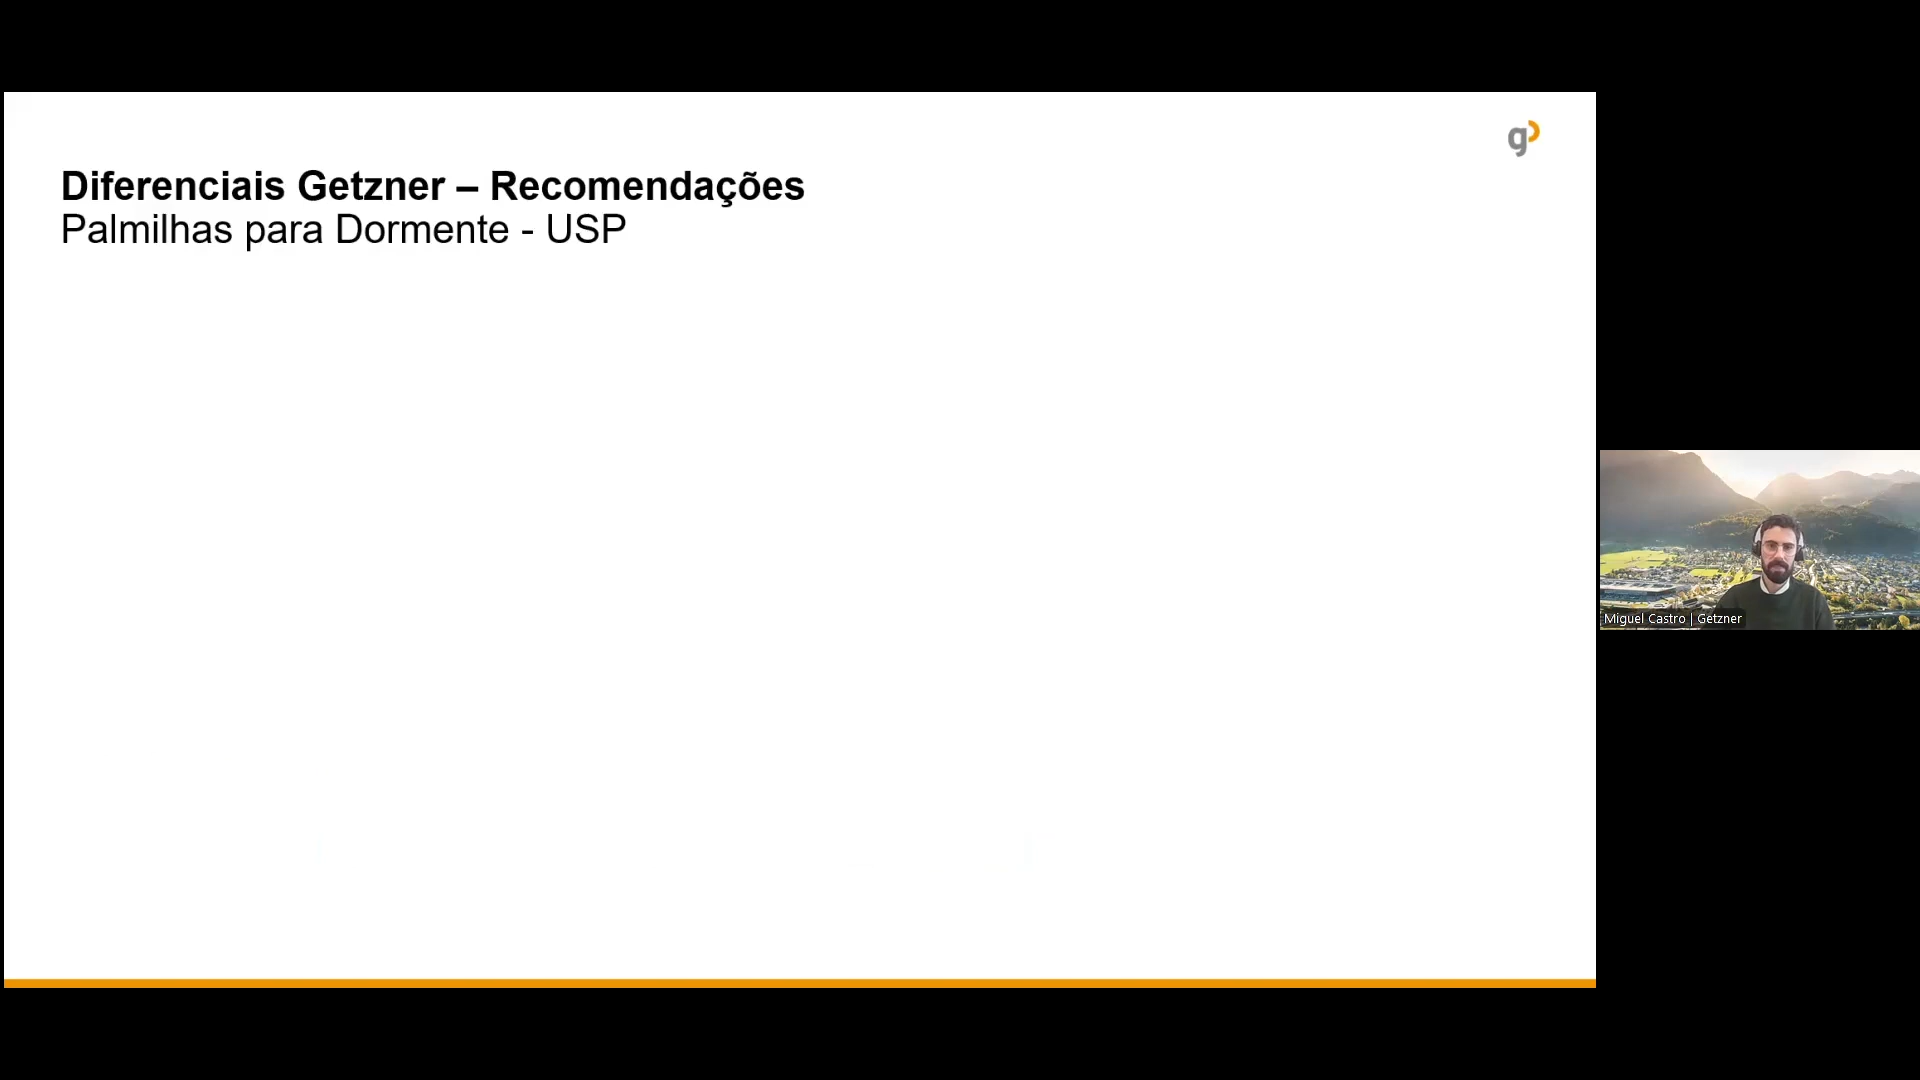 Diferenciais Getzner – Recomendações
Palmilhas para Dormente - USP
Miguel Castro | Getzner